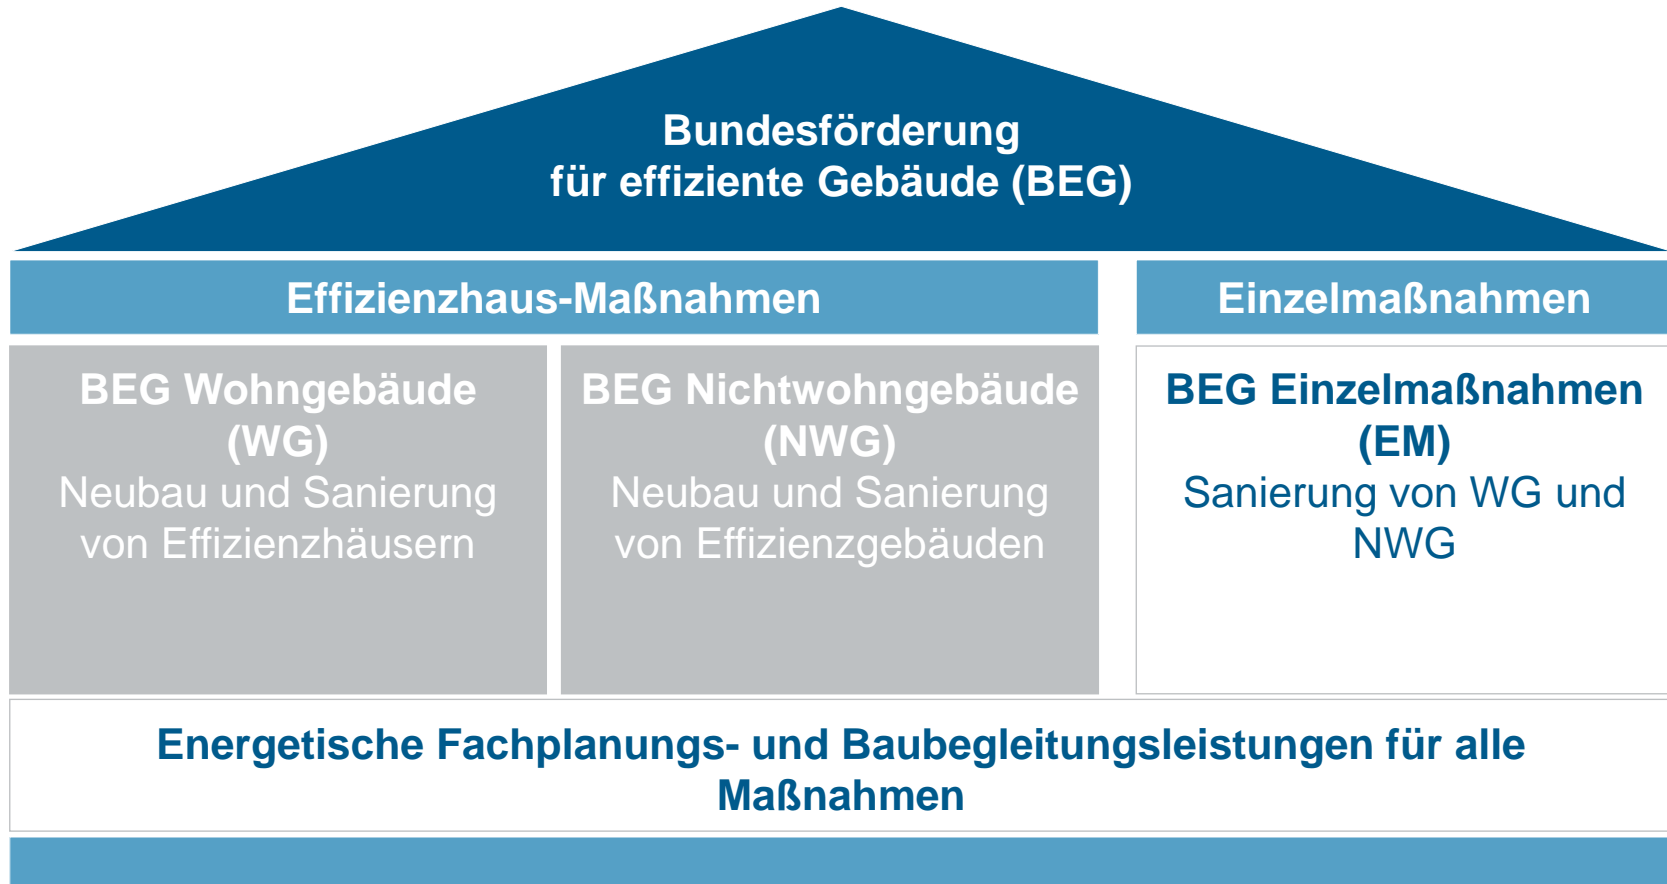 Bundesförderung
für effiziente Gebäude (BEG)
Effizienzhaus-Maßnahmen
Einzelmaßnahmen
BEG Wohngebäude
(WG)
Neubau und Sanierung
von Effizienzhäusern
BEG Nichtwohngebäude
(NWG)
Neubau und Sanierung
von Effizienzgebäuden
BEG Einzelmaßnahmen
(EM)
Sanierung von WG und
NWG
Energetische Fachplanungs- und Baubegleitungsleistungen für alle
Maßnahmen